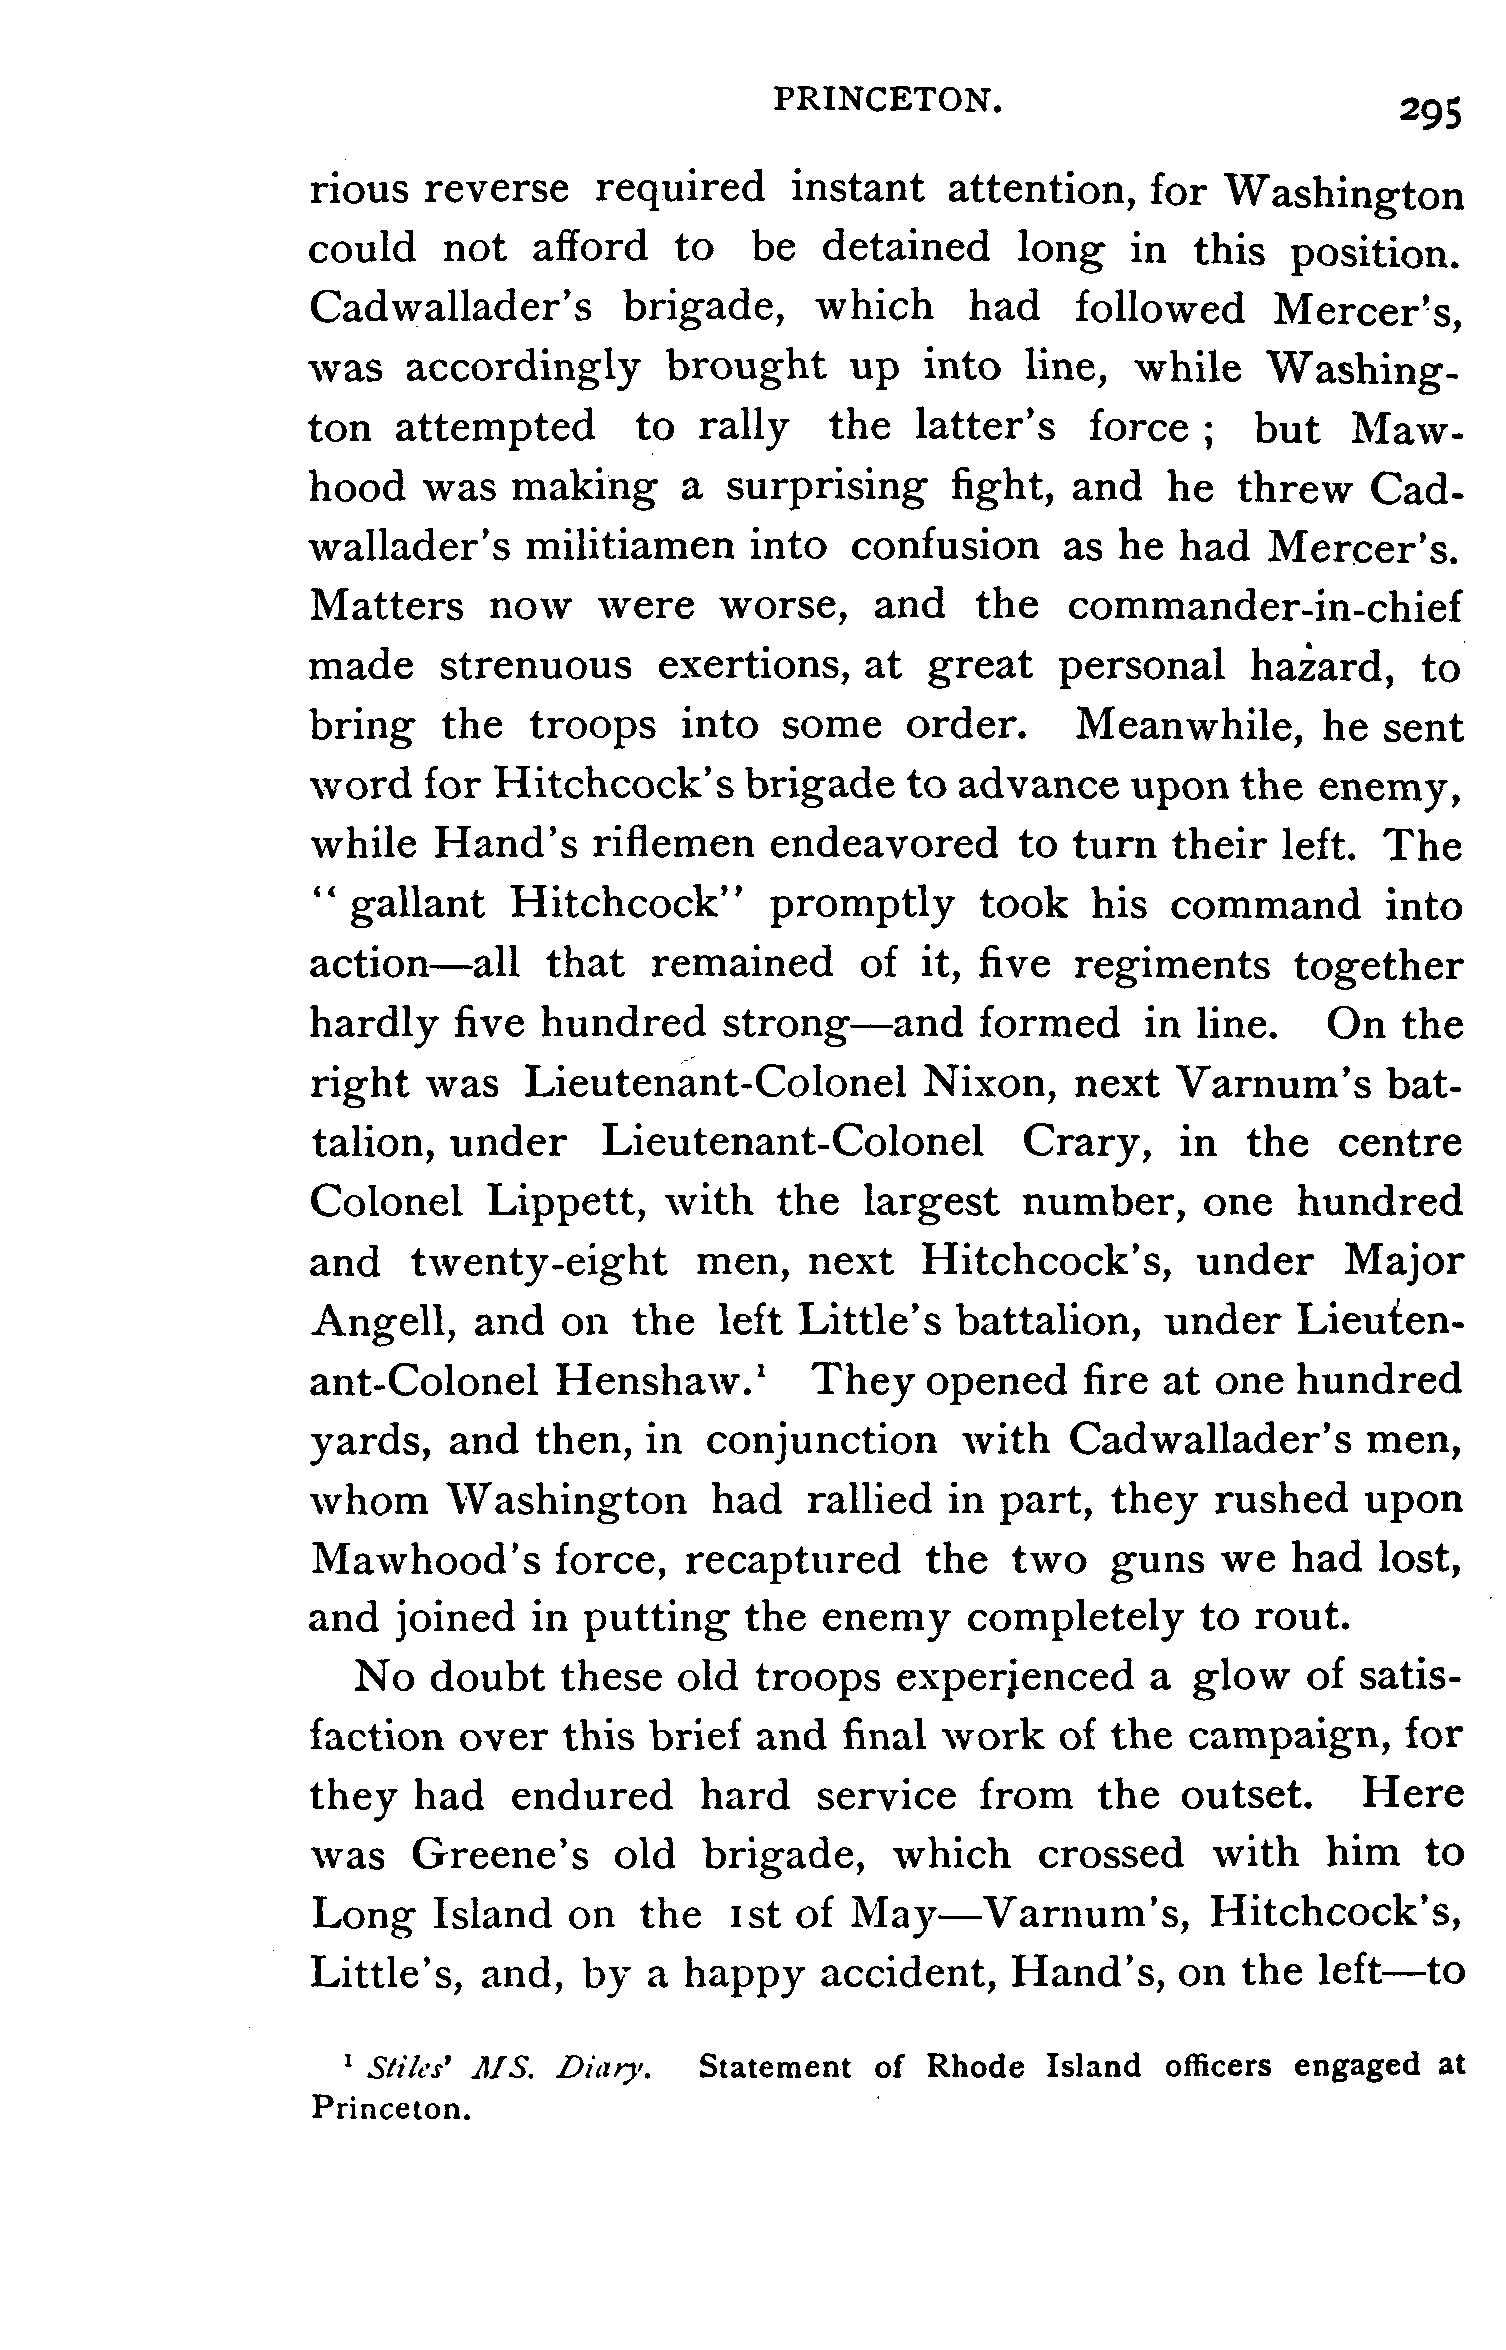 PRINCETON.
295
rious reverse required instant attention, for Washington
could not afford to be detained long in this position.
Cadwallader's brigade, which had followed Mercer's,
was accordingly brought up into line, while Washing-
ton attempted to rally the latter's force ; but Maw-
hood was making a surprising fight, and he threw Cad-
wallader's militiamen into confusion as he had Mercer's.
Matters now were worse, and the commander-in-chief
made strenuous exertions, at great personal hazard, to
bring the troops into some order. Meanwhile, he sent
word for Hitchcock's brigade to advance upon the enemy,
while Hand's riflemen endeavored to turn their left. The
" gallant Hitchcock" promptly took his command into
action—all that remained of it, five regiments together
hardly five hundred strong—and formed in line. On the
right was Lieutenant-Colonel Nixon, next Varnum's bat-
talion, under Lieutenant-Colonel Crary, in the centre
Colonel Lippett, with the largest number, one hundred
and twenty-eight men, next Hitchcock's, under Major
Angell, and on the left Little's battalion, under Lieuten-
ant-Colonel Henshaw.¹ They opened fire at one hundred
yards, and then, in conjunction with Cadwallader's men,
whom Washington had rallied in part, they rushed upon
Mawhood's force, recaptured the two guns we had lost,
and joined in putting the enemy completely to rout.
No doubt these old troops experienced a glow of satis-
faction over this brief and final work of the campaign, for
they had endured hard service from the outset. Here
was Greene's old brigade, which crossed with him to
Long Island on the 1st of May—Varnum's, Hitchcock's,
Little's, and, by a happy accident, Hand's, on the left—to
¹ Stiles' MS. Diary. Statement of Rhode Island officers engaged at
Princeton.